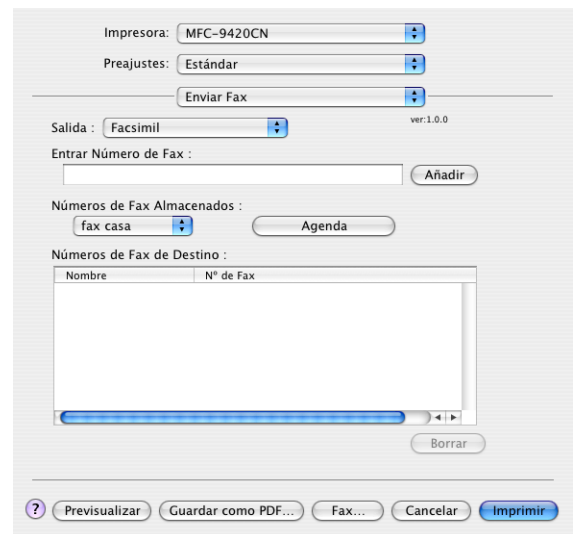 Impresora: MFC-9420CN
Preajustes: Estándar
Enviar Fax
Salida : Facsimil
ver:1.0.0
Entrar Número de Fax :
Añadir
Números de Fax Almacenados :
fax casa Agenda
Números de Fax de Destino :
Nombre Nº de Fax
Borrar
? Previsualizar Guardar como PDF... Fax... Cancelar Imprimir